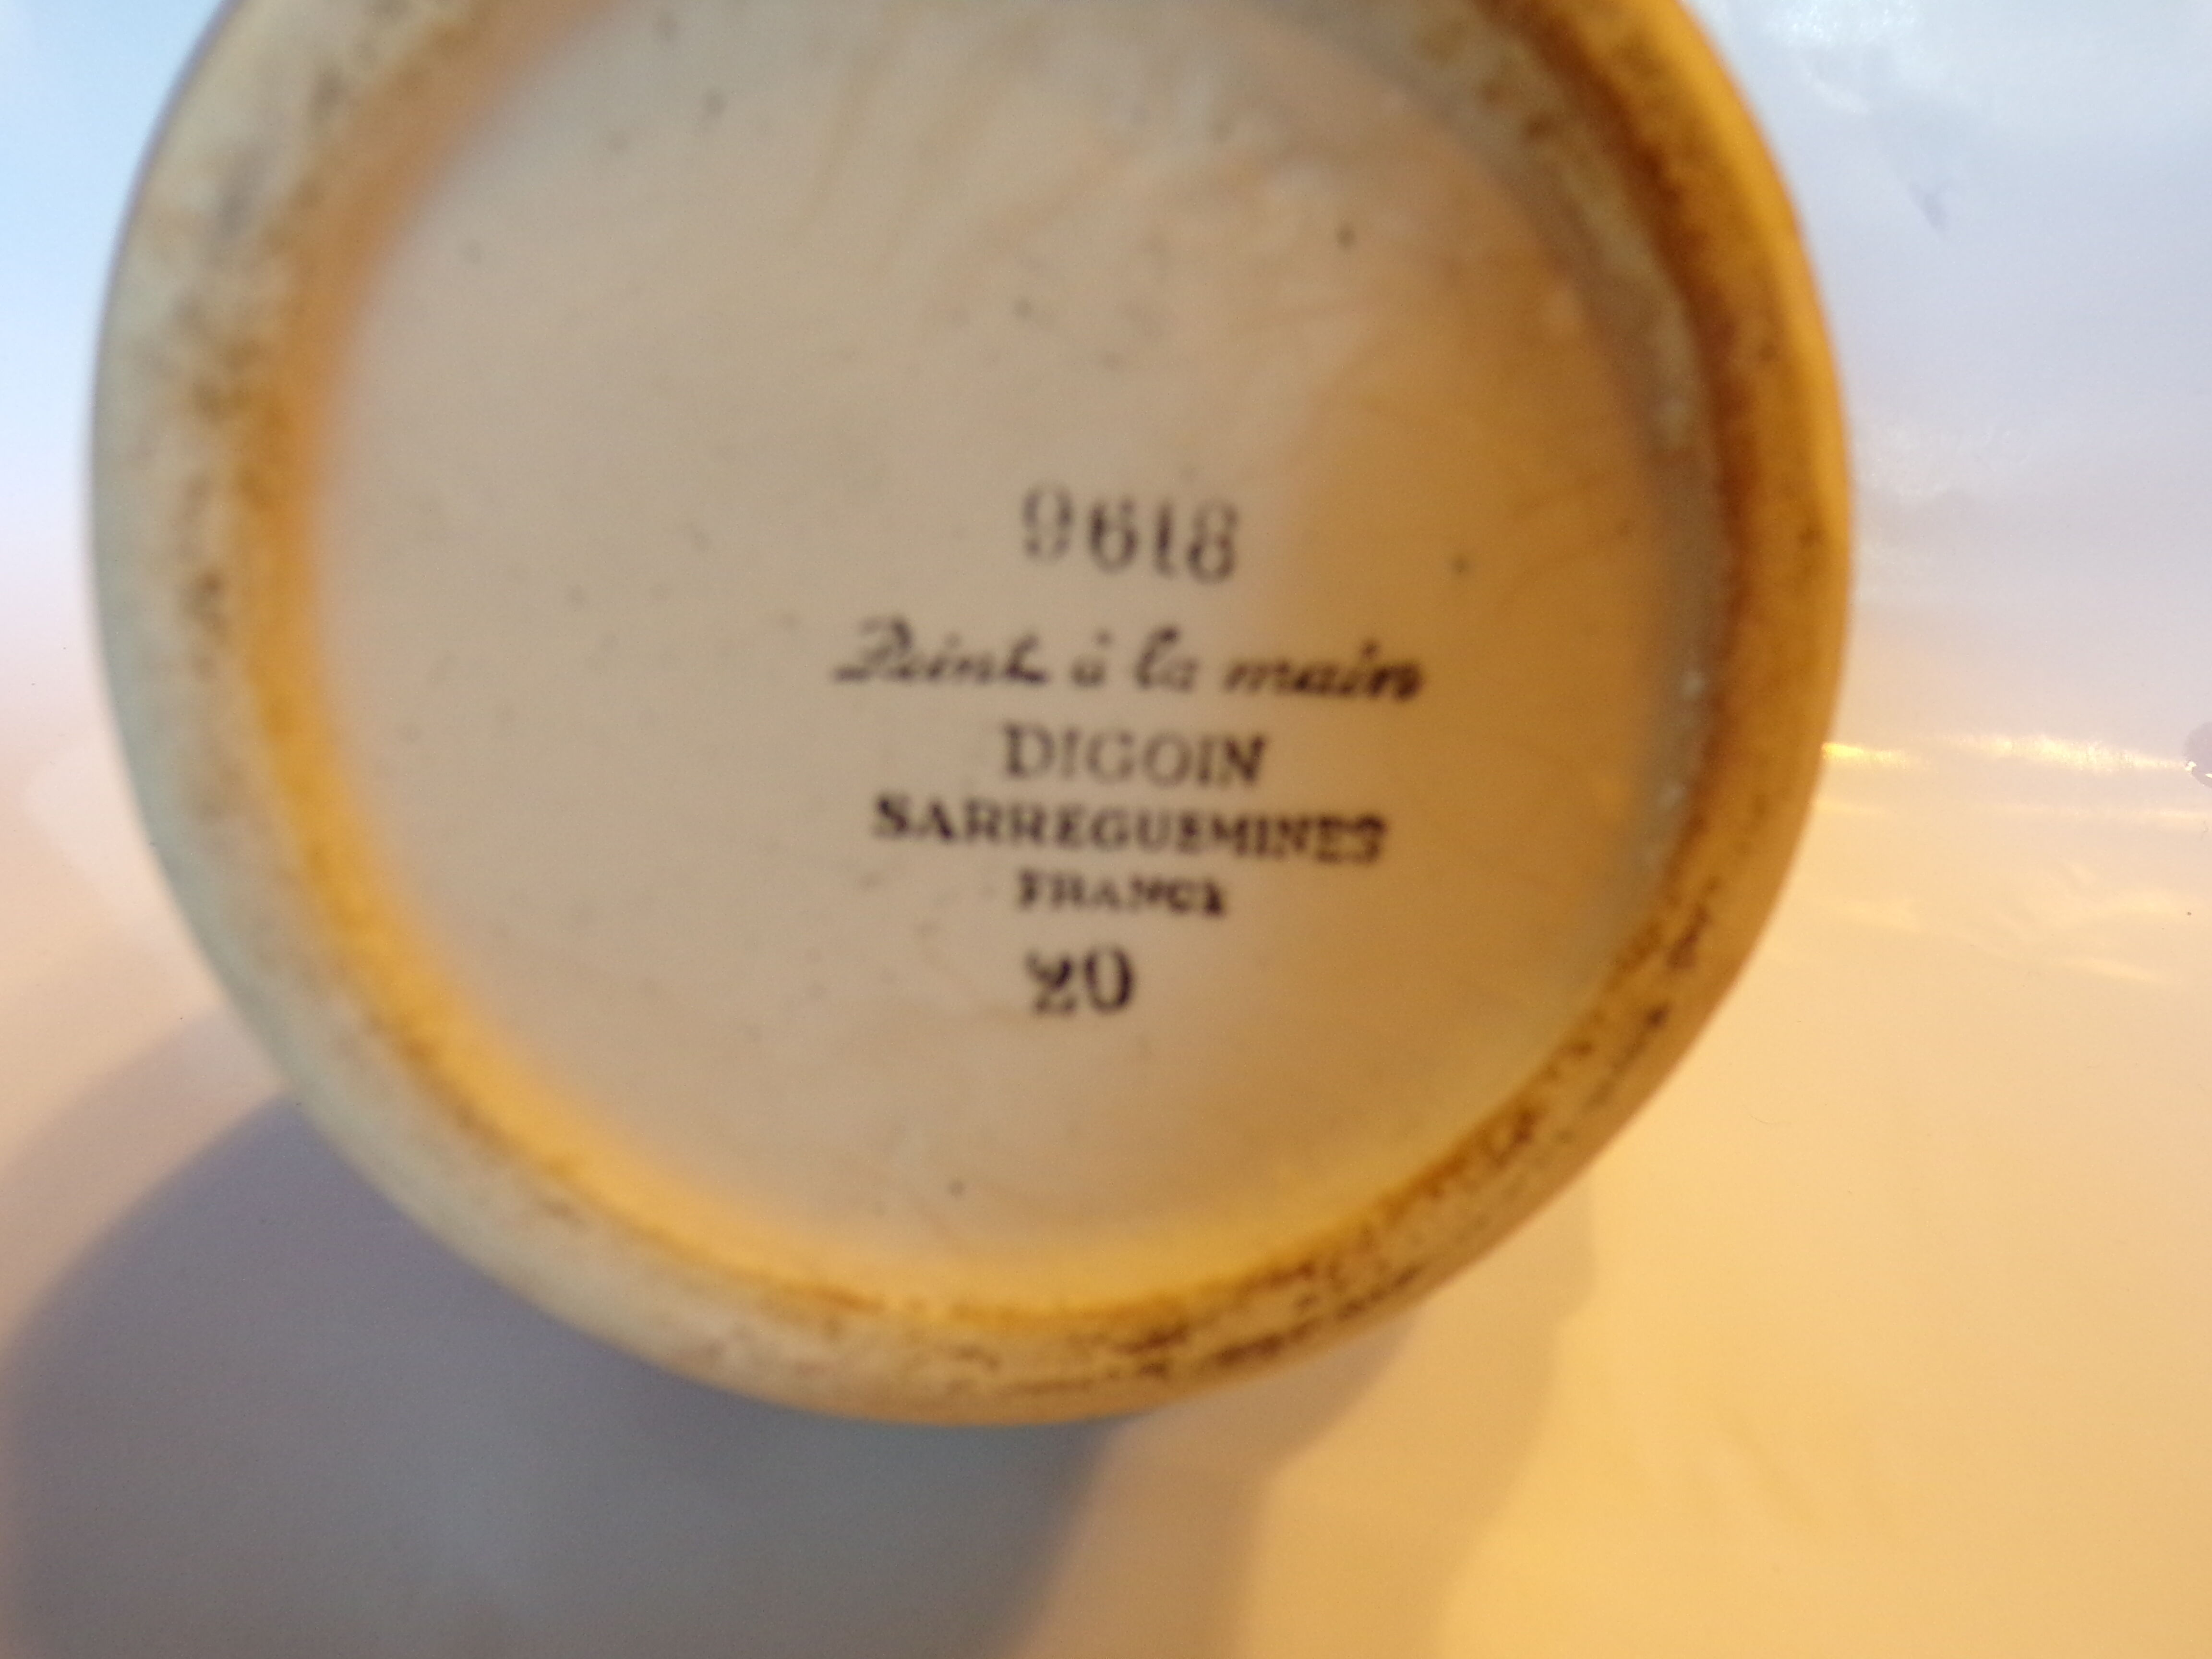 9618
Peint à la main
DIGOIN
SARREGUEMINES
FRANCE
20